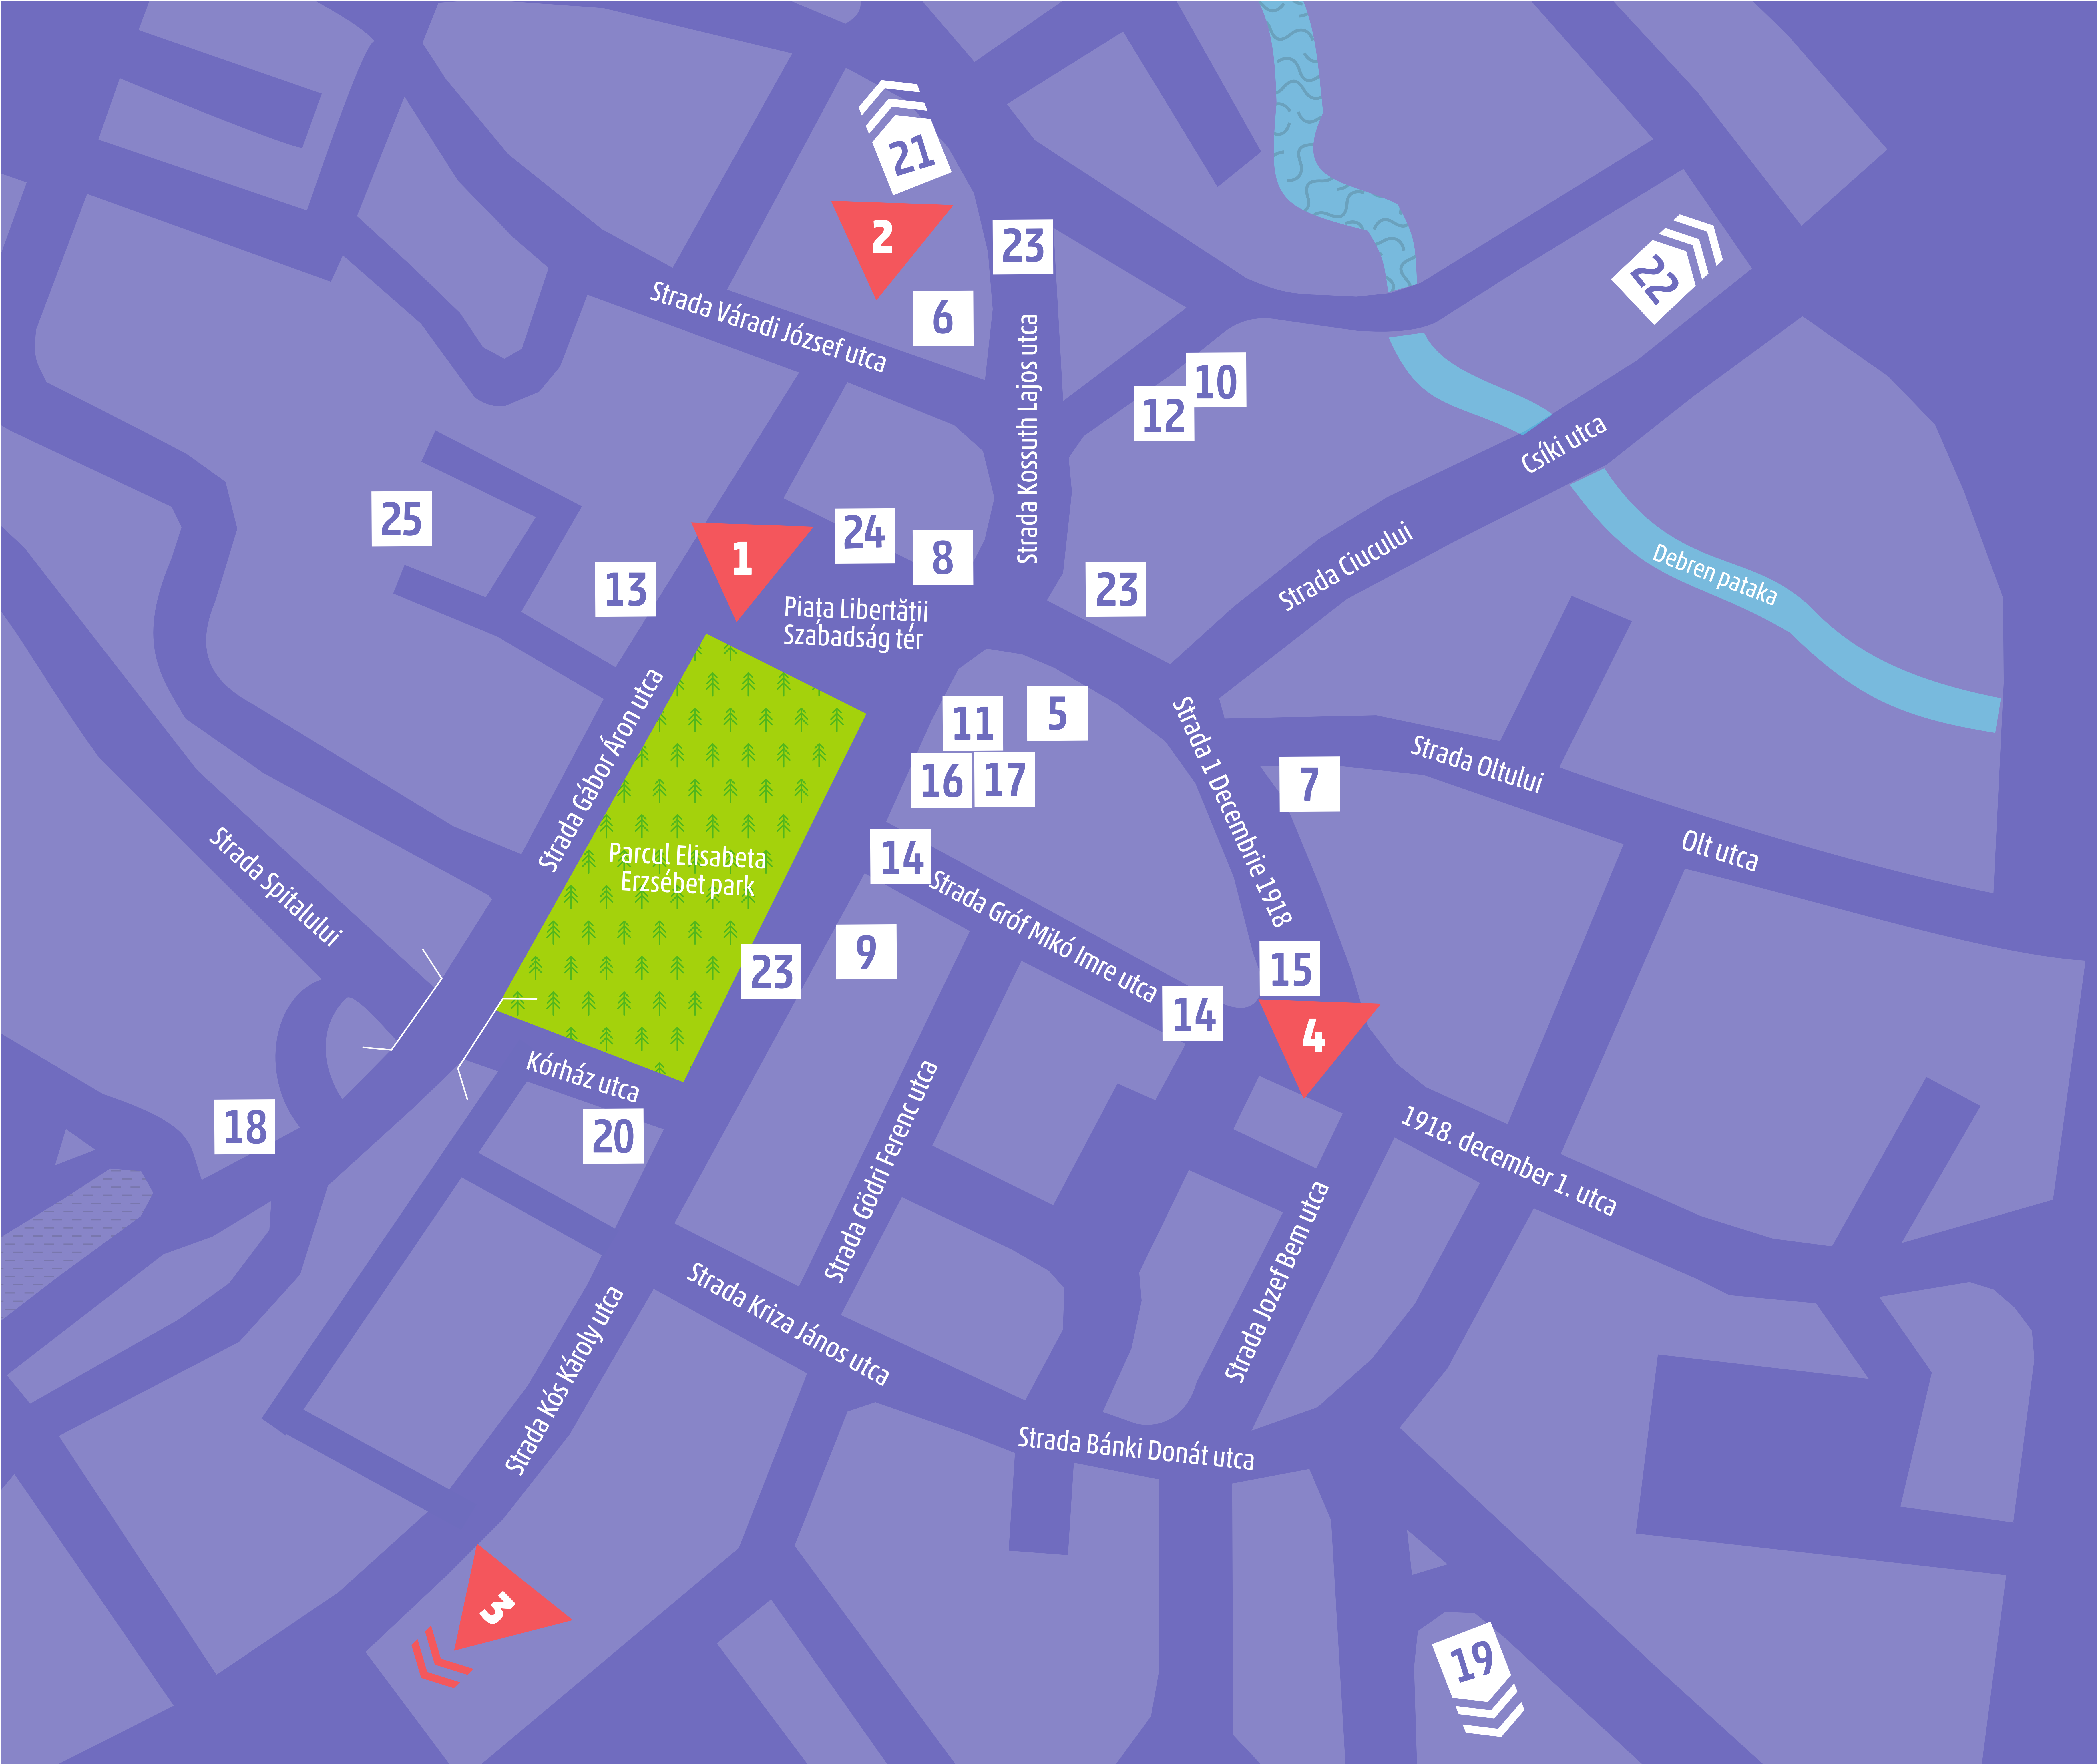 21
2
23
22
6
Strada Váradi József utca
Strada Kossuth Lajos utca
10
12
Csíki utca
25
24
8
1
13
23
Strada Ciucului
Debren pataka
Piața Libertății
Szabadság tér
11
5
Strada Gábor Áron utca
16
17
7
Strada 1 Decembrie 1918
Strada Oltului
Olt utca
Parcul Elisabeta
Erzsébet park
14
Strada Spitalului
Strada Gróf Mikó Imre utca
9
23
15
14
4
Kórház utca
18
20
1918. december 1. utca
Strada Gödri Ferenc utca
Strada Jozef Bem utca
Strada Kriza János utca
Strada Kós Károly utca
Strada Bánki Donát utca
3
19